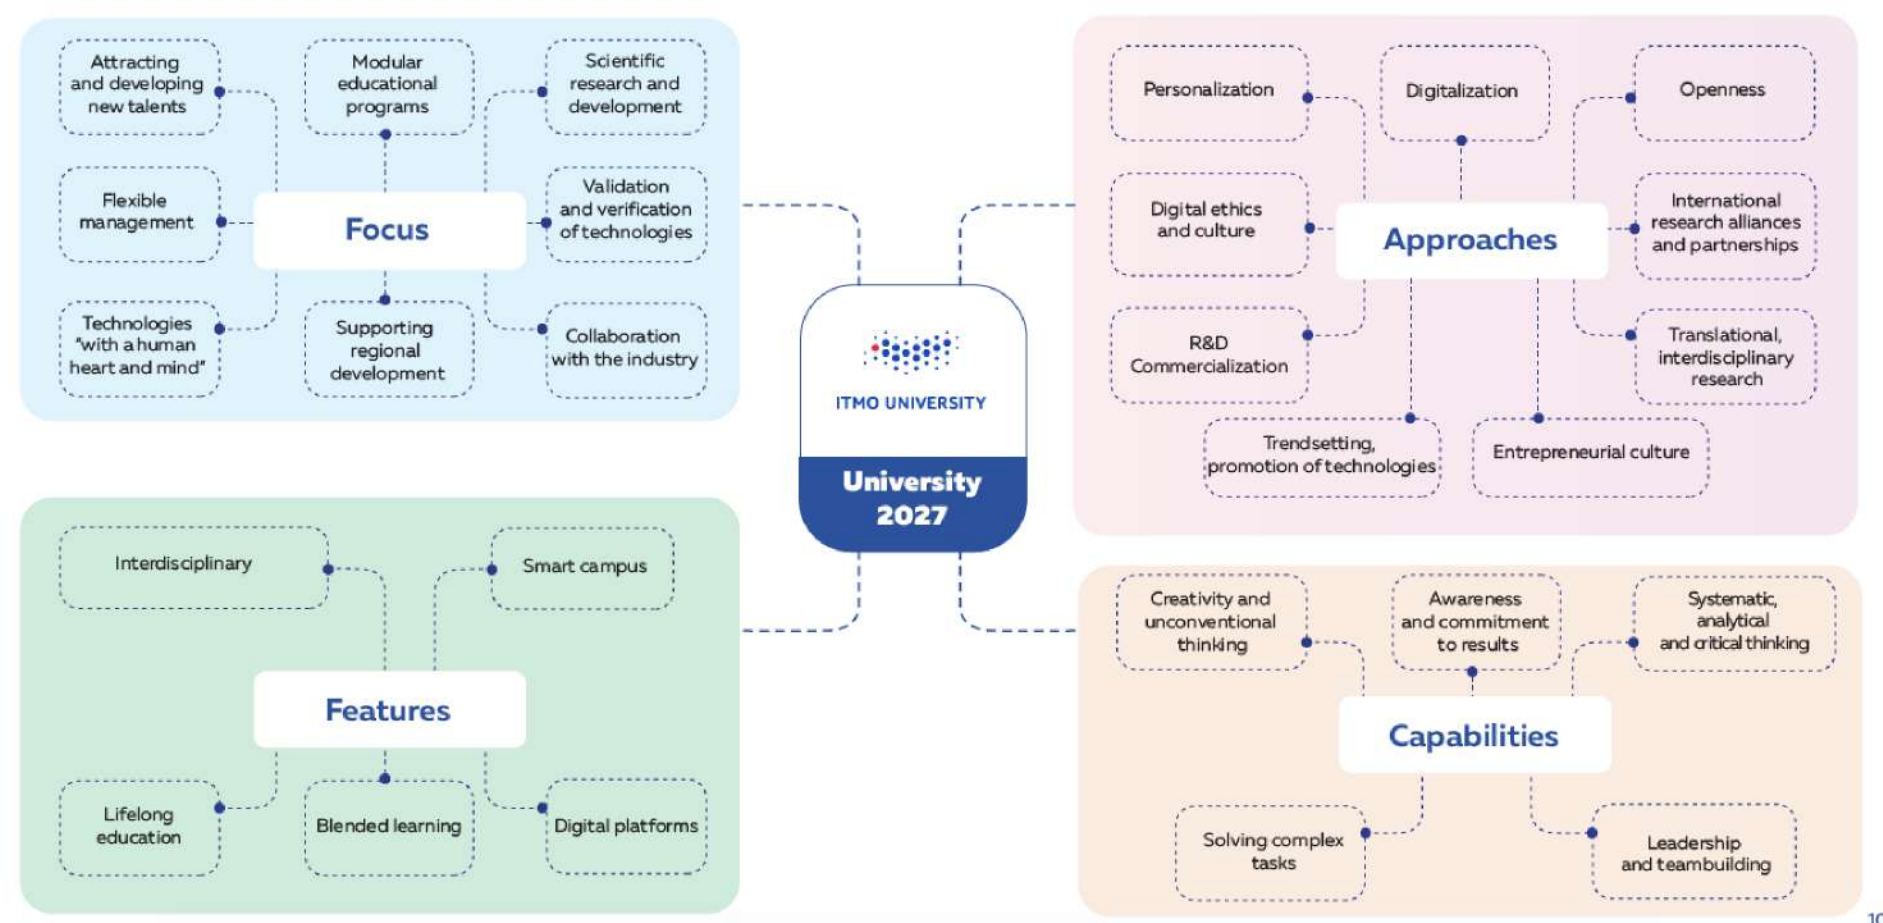 Attracting
and developing
new talents
Modular
educational
programs
Scientific
research and
development
Flexible
management
Focus
Validation
and verification
of technologies
Technologies
"with a human
heart and mind"
Supporting
regional
development
Collaboration
with the industry
Personalization
Digitalization
Openness
Digital ethics
and culture
Approaches
International
research alliances
and partnerships
R&D
Commercialization
Translational,
interdisciplinary
research
Trendsetting,
promotion of technologies
Entrepreneurial culture
ITMO UNIVERSITY
University
2027
Interdisciplinary
Smart campus
Features
Lifelong
education
Blended learning
Digital platforms
Creativity and
unconventional
thinking
Awareness
and commitment
to results
Systematic,
analytical
and critical thinking
Capabilities
Solving complex
tasks
Leadership
and teambuilding